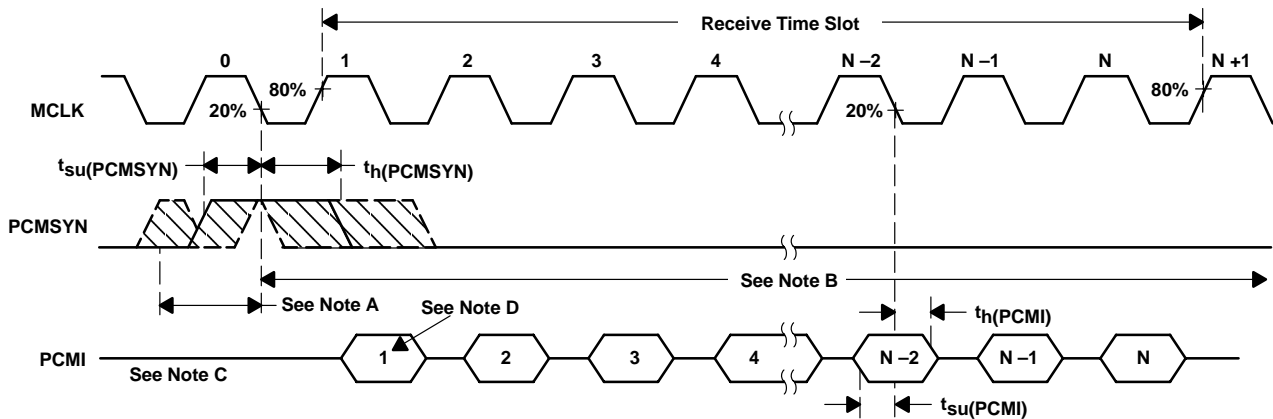 Receive Time Slot
0 1 2 3 4 N –2 N –1 N N +1
80% 80%
MCLK 20% 20%
tsu(PCMSYN) th(PCMSYN)
PCMSYN
See Note B
See Note A
See Note D th(PCMI)
PCMI 1 2 3 4 N –2 N –1 N
See Note C
tsu(PCMI)